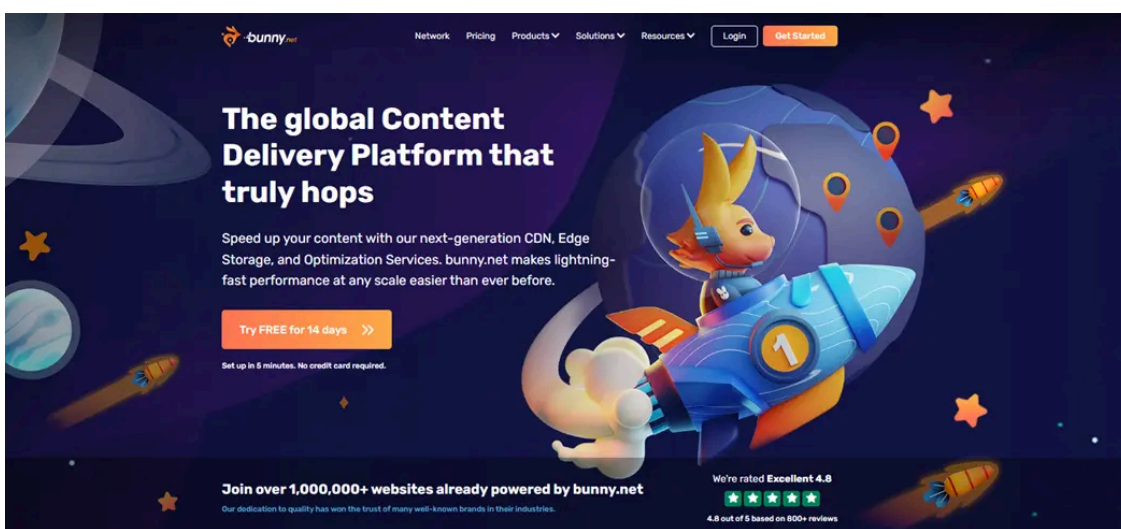 bunny.net
Network Pricing Products Solutions Resources Login Get Started
The global Content
Delivery Platform that
truly hops
Speed up your content with our next-generation CDN, Edge
Storage, and Optimization Services. bunny.net makes lightning-
fast performance at any scale easier than ever before.
Try FREE for 14 days
Set up in 5 minutes. No credit card required.
1
Join over 1,000,000+ websites already powered by bunny.net
Our dedication to quality has won the trust of many well-known brands in their industries.
We're rated Excellent 4.8
4.8 out of 5 based on 800+ reviews